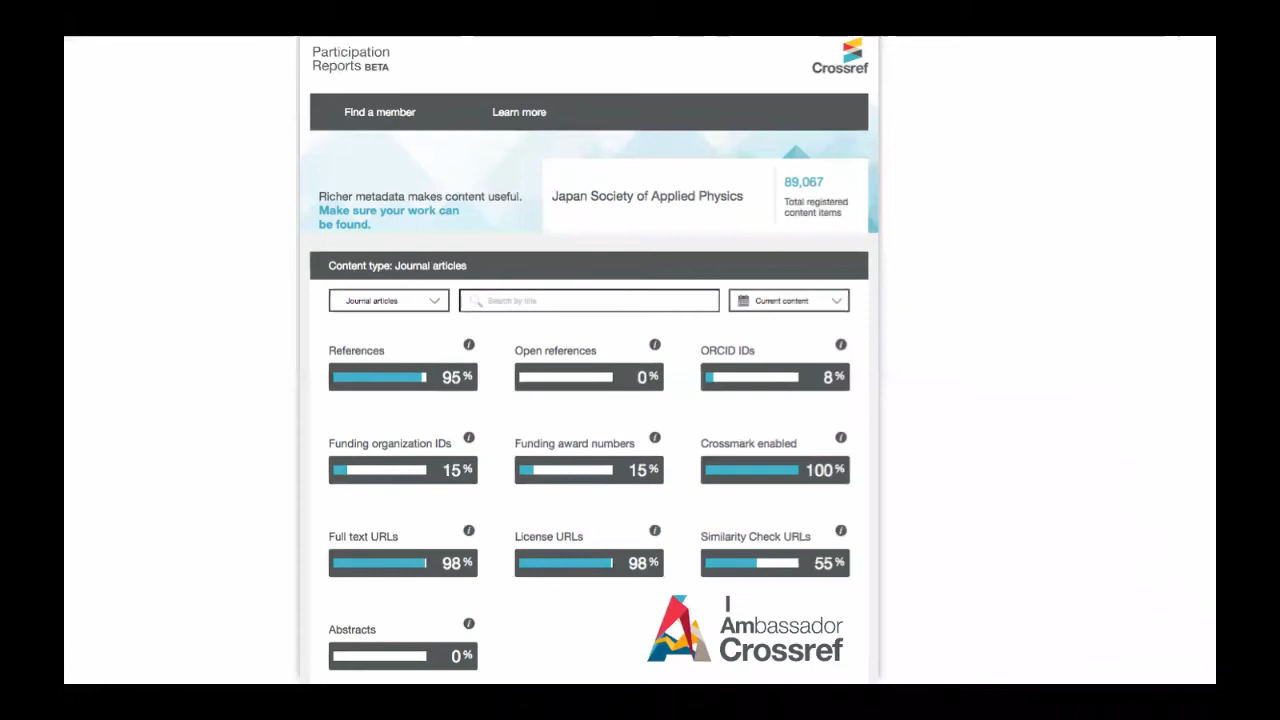 Participation
Reports BETA
Crossref
Find a member
Learn more
Richer metadata makes content useful.
Make sure your work can
be found.
Japan Society of Applied Physics
89,067
Total registered
content items
Content type: Journal articles
Journal articles
Search by title
Current content
References
95%
Open references
0%
ORCID IDs
8%
Funding organization IDs
15%
Funding award numbers
15%
Crossmark enabled
100%
Full text URLs
98%
License URLs
98%
Similarity Check URLs
55%
Abstracts
0%
I
Ambassador
Crossref